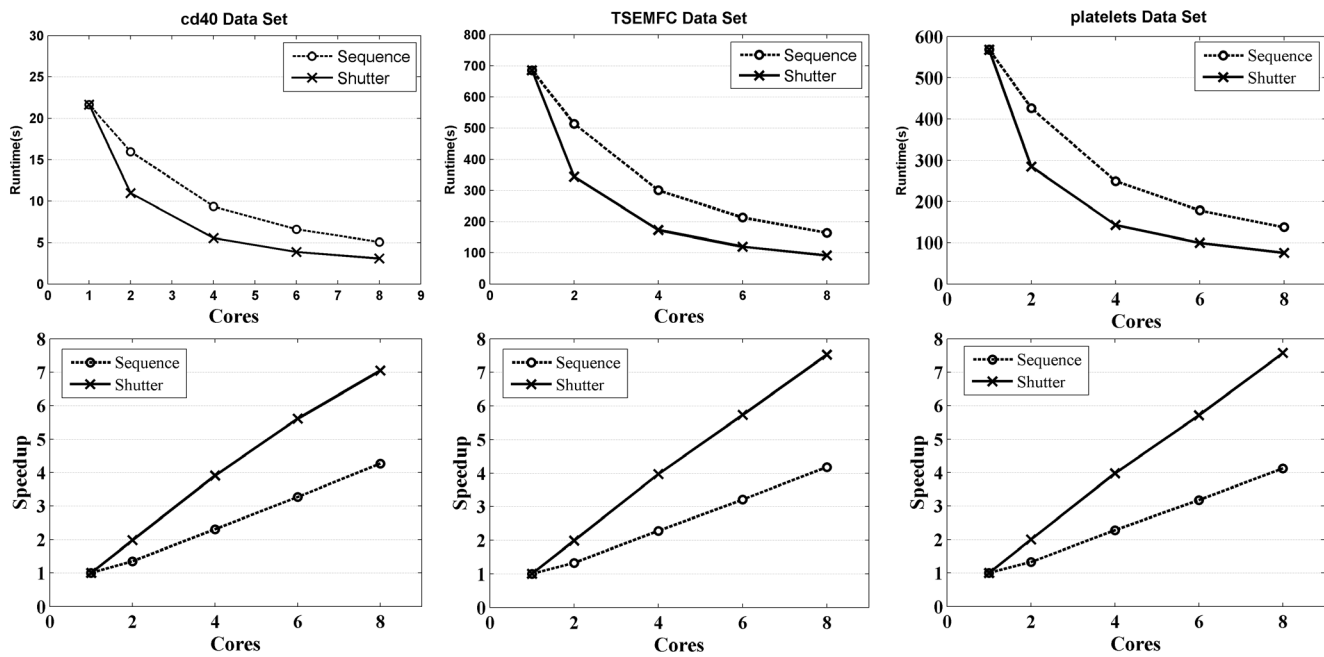 cd40 Data Set
30
25
20
15
10
5
0
Runtime(s)
Sequence
Shutter
0 1 2 3 4 5 6 7 8 9
Cores
TSEMFC Data Set
800
700
600
500
400
300
200
100
0
Runtime(s)
Sequence
Shutter
0 2 4 6 8
Cores
platelets Data Set
600
500
400
300
200
100
0
Runtime(s)
Sequence
Shutter
0 2 4 6 8
Cores
8
7
6
5
4
3
2
1
0
Speedup
Sequence
Shutter
0 2 4 6 8
Cores
8
7
6
5
4
3
2
1
0
Speedup
Sequence
Shutter
0 2 4 6 8
Cores
8
7
6
5
4
3
2
1
0
Speedup
Sequence
Shutter
0 2 4 6 8
Cores